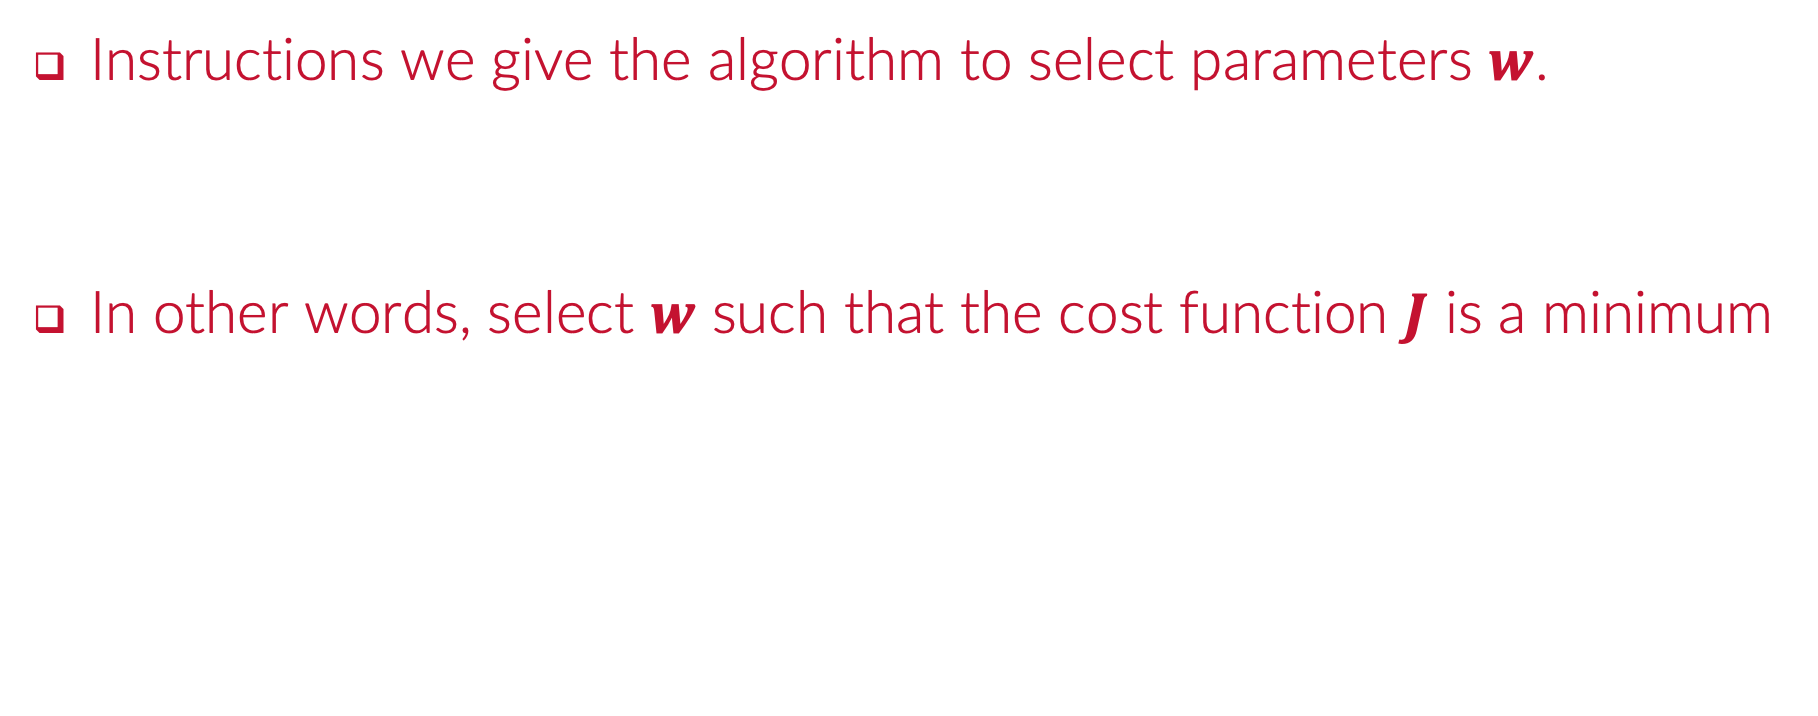 ❑ Instructions we give the algorithm to select parameters w.
❑ In other words, select w such that the cost function J is a minimum